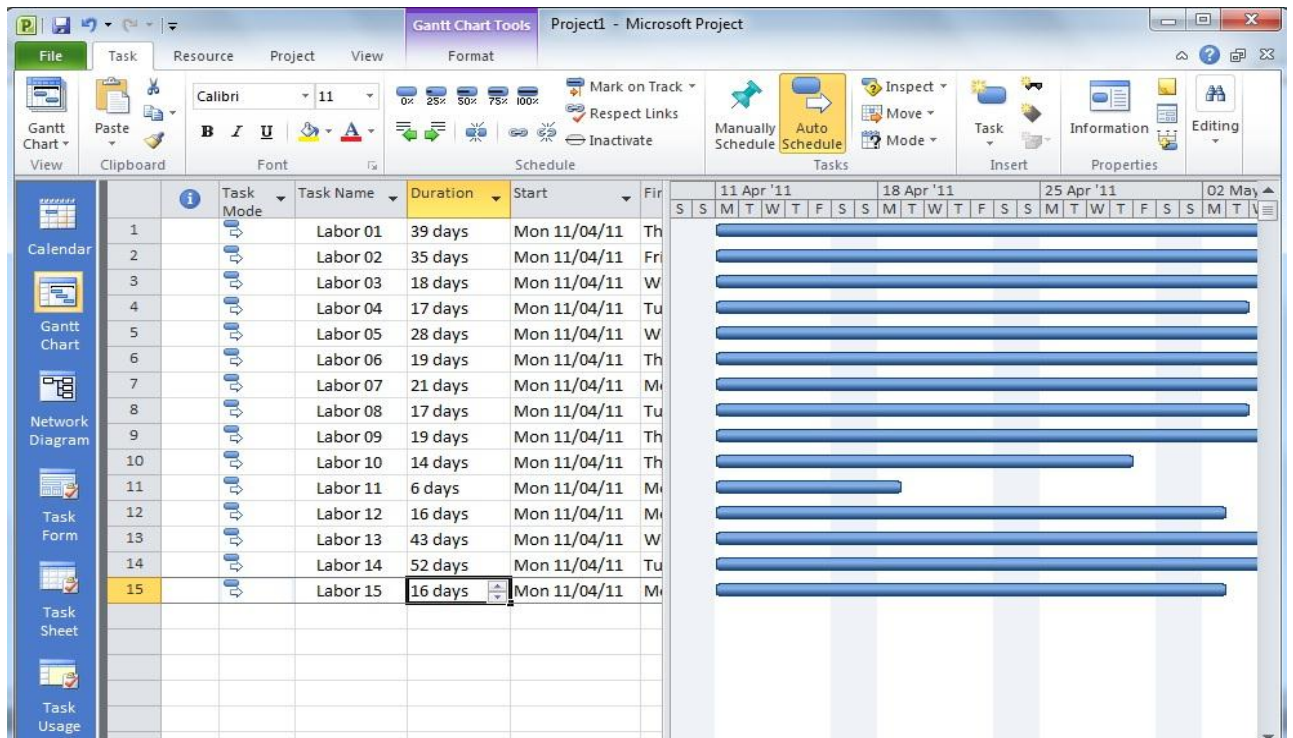 Gantt Chart Tools Project1 - Microsoft Project
File Task Resource Project View Format
Gantt Chart
Paste
Calibri 11
B I U A
0% 25% 50% 75% 100%
Mark on Track
Respect Links
Inactivate
Manually Schedule
Auto Schedule
Inspect
Move
Mode
Task
Information
Editing
View Clipboard Font Schedule Tasks Insert Properties
Calendar
Gantt Chart
Network Diagram
Task Form
Task Sheet
Task Usage
Task Mode Task Name Duration Start Fir
11 Apr '11 18 Apr '11 25 Apr '11 02 May
S S M T W T F S S M T W T F S S M T W T F S S M T W
1 Labor 01 39 days Mon 11/04/11 Th
2 Labor 02 35 days Mon 11/04/11 Fri
3 Labor 03 18 days Mon 11/04/11 W
4 Labor 04 17 days Mon 11/04/11 Tu
5 Labor 05 28 days Mon 11/04/11 W
6 Labor 06 19 days Mon 11/04/11 Th
7 Labor 07 21 days Mon 11/04/11 Mo
8 Labor 08 17 days Mon 11/04/11 Tu
9 Labor 09 19 days Mon 11/04/11 Th
10 Labor 10 14 days Mon 11/04/11 Th
11 Labor 11 6 days Mon 11/04/11 Mo
12 Labor 12 16 days Mon 11/04/11 Mo
13 Labor 13 43 days Mon 11/04/11 W
14 Labor 14 52 days Mon 11/04/11 Tu
15 Labor 15 16 days Mon 11/04/11 Mo